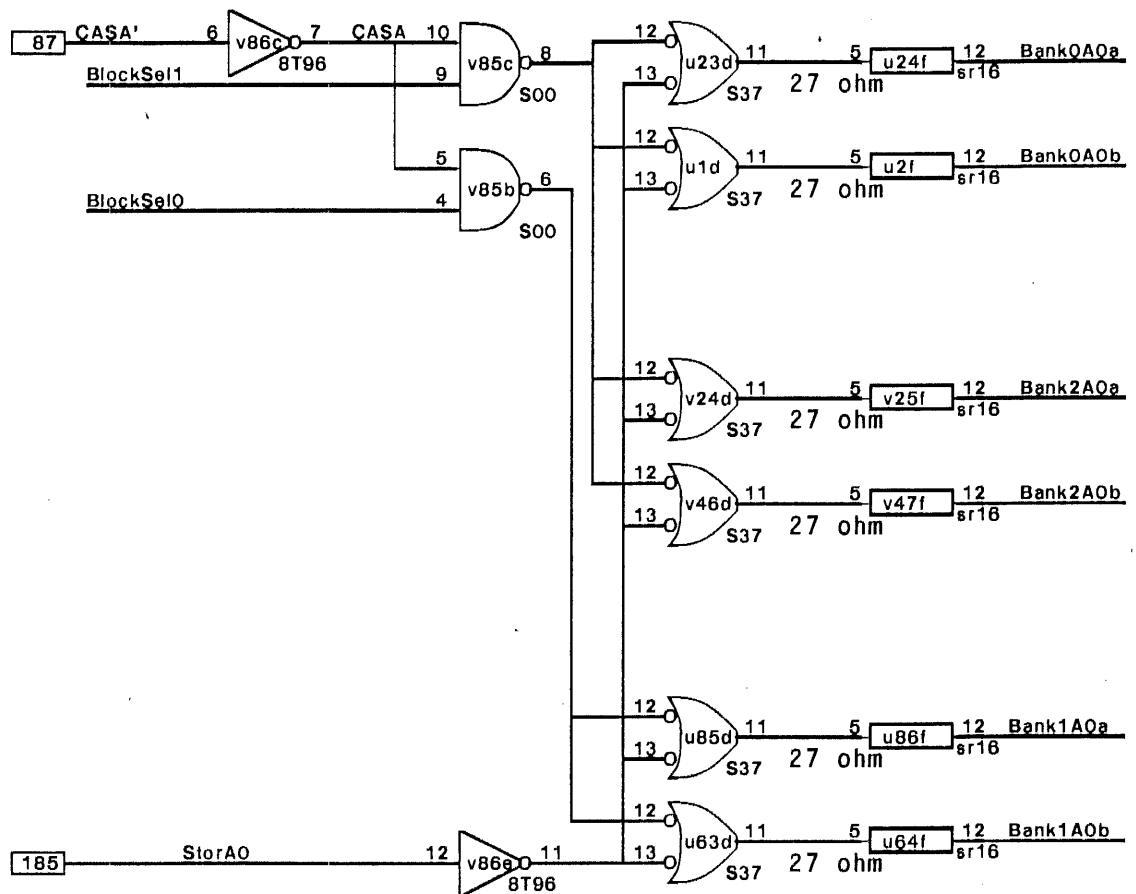 87 CASA' 6 v86c 7 CASA 10
8T96
BlockSel1 9 v85c 8
S00
5 v85b 6
BlockSel0 4
S00
12 13 u23d 11 5 u24f 12 Bank0A0a
S37 27 ohm sr16
12 13 u1d 11 5 u2f 12 Bank0A0b
S37 27 ohm sr16
12 13 v24d 11 5 v25f 12 Bank2A0a
S37 27 ohm sr16
12 13 v46d 11 5 v47f 12 Bank2A0b
S37 27 ohm sr16
12 13 u85d 11 5 u86f 12 Bank1A0a
S37 27 ohm sr16
12 13 u63d 11 5 u64f 12 Bank1A0b
S37 27 ohm sr16
185 StorA0 12 v86e 11
8T96